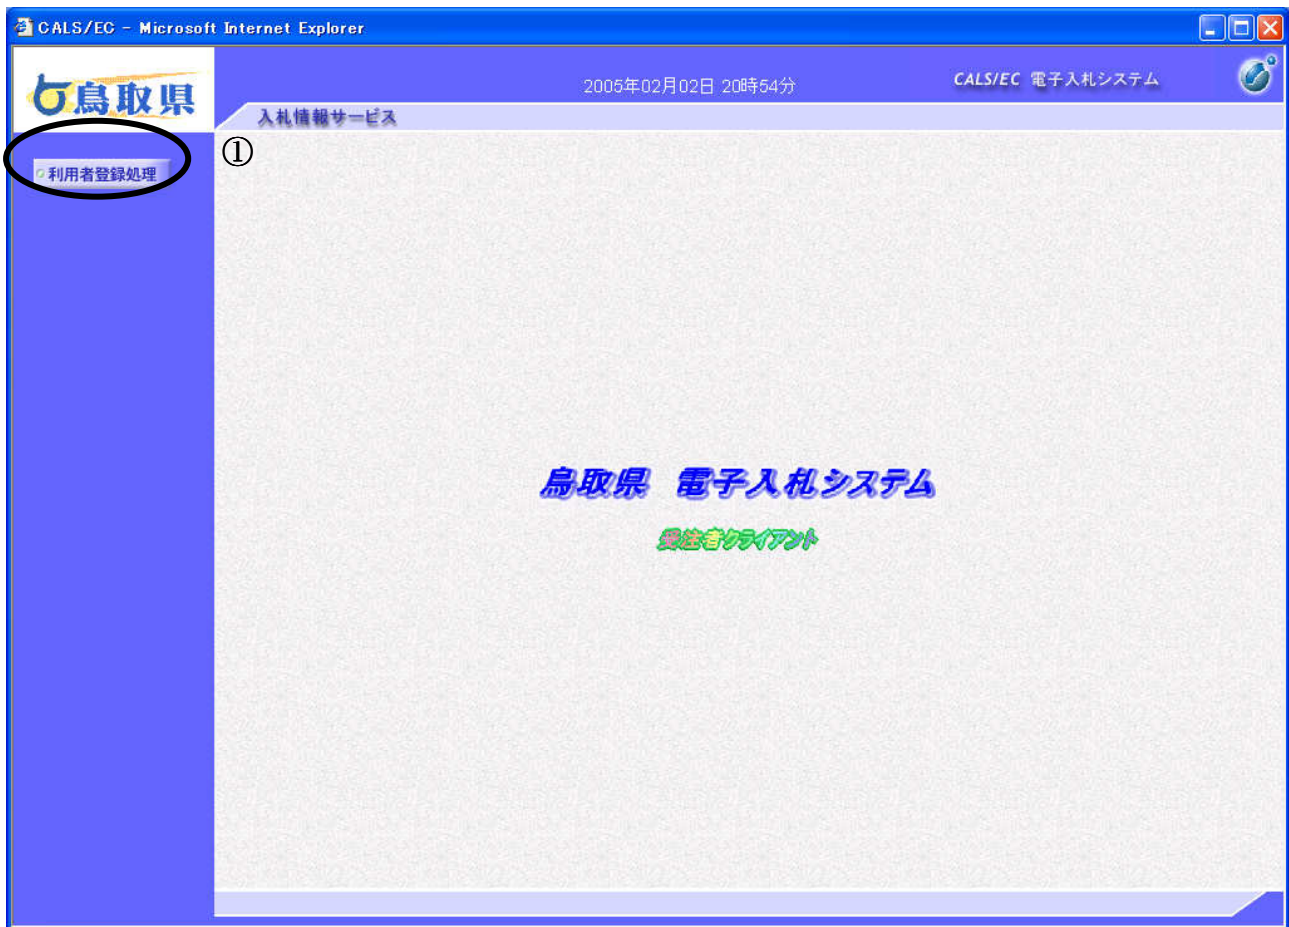 CALS/EC - Microsoft Internet Explorer
鳥取県
2005年02月02日 20時54分
CALS/EC 電子入札システム
入札情報サービス
①
利用者登録処理
鳥取県 電子入札システム
受注者クライアント